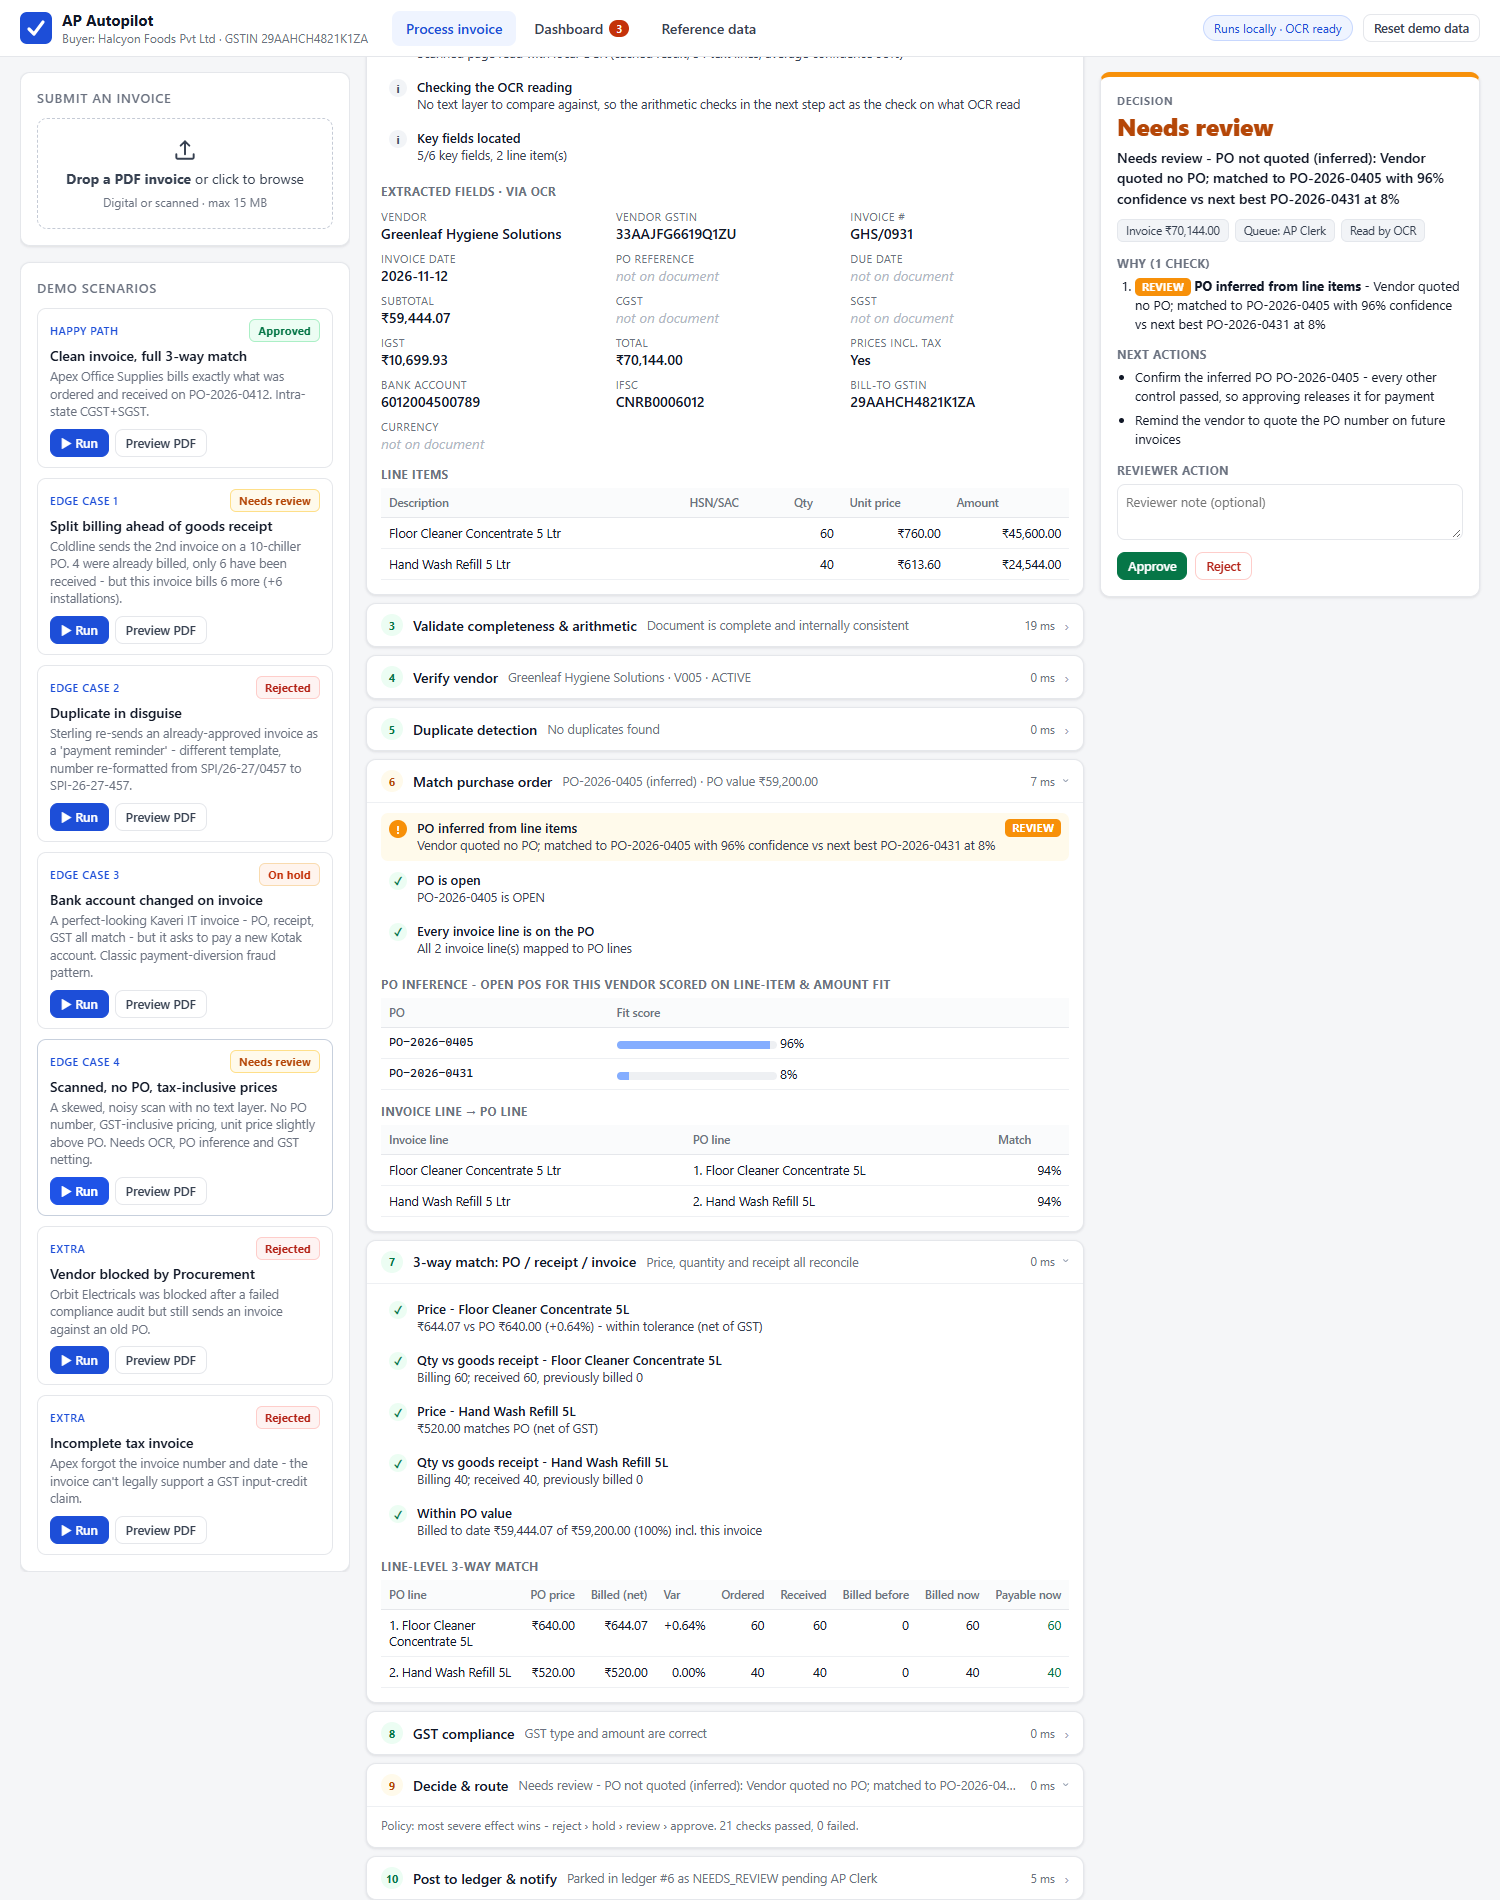 AP Autopilot
Buyer: Halcyon Foods Pvt Ltd · GSTIN 29AAHCH4821K1ZA
Process invoice
Dashboard 3
Reference data
Runs locally · OCR ready
Reset demo data
SUBMIT AN INVOICE
Drop a PDF invoice or click to browse
Digital or scanned · max 15 MB
DEMO SCENARIOS
HAPPY PATH Approved
Clean invoice, full 3-way match
Apex Office Supplies bills exactly what was
ordered and received on PO-2026-0412. Intra-
state CGST+SGST.
Run Preview PDF
EDGE CASE 1 Needs review
Split billing ahead of goods receipt
Coldline sends the 2nd invoice on a 10-chiller
PO. 4 were already billed, only 6 have been
received - but this invoice bills 6 more (+6
installations).
Run Preview PDF
EDGE CASE 2 Rejected
Duplicate in disguise
Sterling re-sends an already-approved invoice as
a 'payment reminder' - different template,
number re-formatted from SPI/26-27/0457 to
SPI-26-27-457.
Run Preview PDF
EDGE CASE 3 On hold
Bank account changed on invoice
A perfect-looking Kaveri IT invoice - PO, receipt,
GST all match - but it asks to pay a new Kotak
account. Classic payment-diversion fraud
pattern.
Run Preview PDF
EDGE CASE 4 Needs review
Scanned, no PO, tax-inclusive prices
A skewed, noisy scan with no text layer. No PO
number, GST-inclusive pricing, unit price slightly
above PO. Needs OCR, PO inference and GST
netting.
Run Preview PDF
EXTRA Rejected
Vendor blocked by Procurement
Orbit Electricals was blocked after a failed
compliance audit but still sends an invoice
against an old PO.
Run Preview PDF
EXTRA Rejected
Incomplete tax invoice
Apex forgot the invoice number and date - the
invoice can't legally support a GST input-credit
claim.
Run Preview PDF
Checking the OCR reading
No text layer to compare against, so the arithmetic checks in the next step act as the check on what OCR read
Key fields located
5/6 key fields, 2 line item(s)
EXTRACTED FIELDS · VIA OCR
VENDOR VENDOR GSTIN INVOICE #
Greenleaf Hygiene Solutions 33AAJFG6619Q1ZU GHS/0931
INVOICE DATE PO REFERENCE DUE DATE
2026-11-12 not on document not on document
SUBTOTAL CGST SGST
₹59,444.07 not on document not on document
IGST TOTAL PRICES INCL. TAX
₹10,699.93 ₹70,144.00 Yes
BANK ACCOUNT IFSC BILL-TO GSTIN
6012004500789 CNRB0006012 29AAHCH4821K1ZA
CURRENCY
not on document
LINE ITEMS
Description HSN/SAC Qty Unit price Amount
Floor Cleaner Concentrate 5 Ltr 60 ₹760.00 ₹45,600.00
Hand Wash Refill 5 Ltr 40 ₹613.60 ₹24,544.00
3 Validate completeness & arithmetic Document is complete and internally consistent 19 ms
4 Verify vendor Greenleaf Hygiene Solutions · V005 · ACTIVE 0 ms
5 Duplicate detection No duplicates found 0 ms
6 Match purchase order PO-2026-0405 (inferred) · PO value ₹59,200.00 7 ms
PO inferred from line items REVIEW
Vendor quoted no PO; matched to PO-2026-0405 with 96% confidence vs next best PO-2026-0431 at 8%
PO is open
PO-2026-0405 is OPEN
Every invoice line is on the PO
All 2 invoice line(s) mapped to PO lines
PO INFERENCE - OPEN POS FOR THIS VENDOR SCORED ON LINE-ITEM & AMOUNT FIT
PO Fit score
PO-2026-0405 96%
PO-2026-0431 8%
INVOICE LINE → PO LINE
Invoice line PO line Match
Floor Cleaner Concentrate 5 Ltr 1. Floor Cleaner Concentrate 5L 94%
Hand Wash Refill 5 Ltr 2. Hand Wash Refill 5L 94%
7 3-way match: PO / receipt / invoice Price, quantity and receipt all reconcile 0 ms
Price - Floor Cleaner Concentrate 5L
₹644.07 vs PO ₹640.00 (+0.64%) - within tolerance (net of GST)
Qty vs goods receipt - Floor Cleaner Concentrate 5L
Billing 60; received 60, previously billed 0
Price - Hand Wash Refill 5L
₹520.00 matches PO (net of GST)
Qty vs goods receipt - Hand Wash Refill 5L
Billing 40; received 40, previously billed 0
Within PO value
Billed to date ₹59,444.07 of ₹59,200.00 (100%) incl. this invoice
LINE-LEVEL 3-WAY MATCH
PO line PO price Billed (net) Var Ordered Received Billed before Billed now Payable now
1. Floor Cleaner ₹640.00 ₹644.07 +0.64% 60 60 0 60 60
Concentrate 5L
2. Hand Wash Refill 5L ₹520.00 ₹520.00 0.00% 40 40 0 40 40
8 GST compliance GST type and amount are correct 0 ms
9 Decide & route Needs review - PO not quoted (inferred): Vendor quoted no PO; matched to PO-2026-04... 0 ms
Policy: most severe effect wins - reject › hold › review › approve. 21 checks passed, 0 failed.
10 Post to ledger & notify Parked in ledger #6 as NEEDS_REVIEW pending AP Clerk 5 ms
DECISION
Needs review
Needs review - PO not quoted (inferred): Vendor
quoted no PO; matched to PO-2026-0405 with 96%
confidence vs next best PO-2026-0431 at 8%
Invoice ₹70,144.00 Queue: AP Clerk Read by OCR
WHY (1 CHECK)
1. REVIEW PO inferred from line items - Vendor quoted
no PO; matched to PO-2026-0405 with 96% confidence
vs next best PO-2026-0431 at 8%
NEXT ACTIONS
• Confirm the inferred PO PO-2026-0405 - every other
control passed, so approving releases it for payment
• Remind the vendor to quote the PO number on future
invoices
REVIEWER ACTION
Reviewer note (optional)
Approve Reject